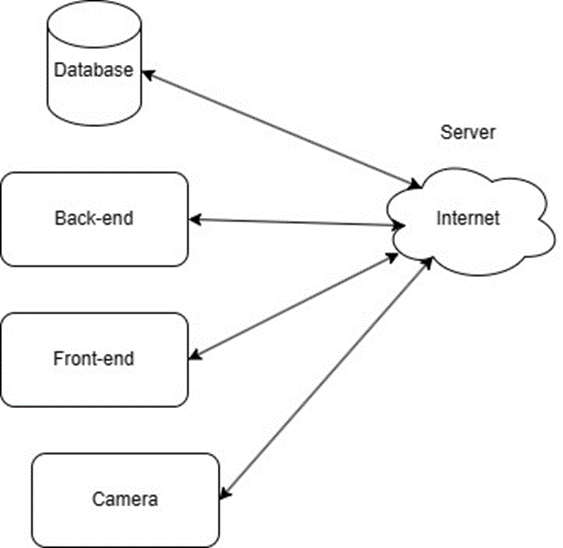 Database
Server
Back-end
Internet
Front-end
Camera